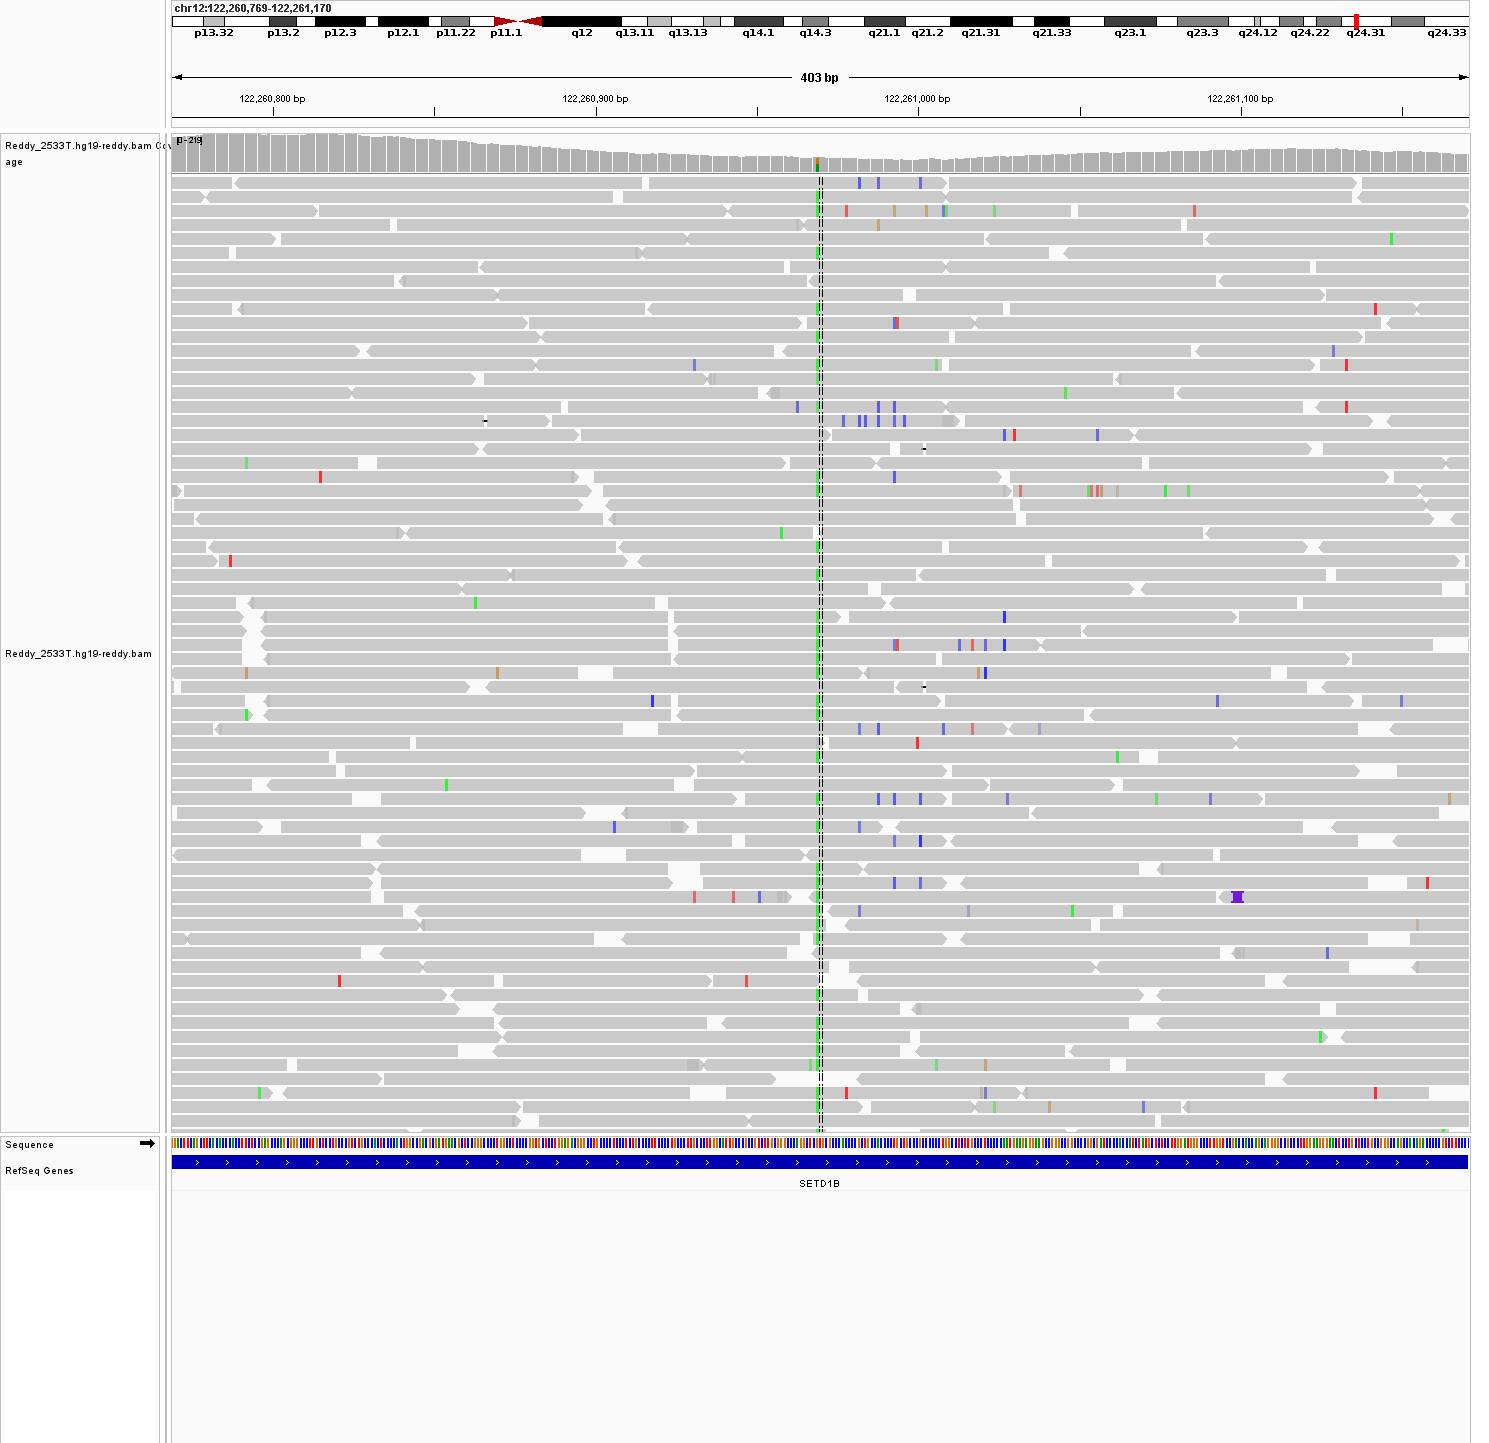 chr12:122,260,769-122,261,170
p13.32 p13.2 p12.3 p12.1 p11.22 p11.1 q12 q13.11 q13.13 q14.1 q14.3 q21.1 q21.2 q21.31 q21.33 q23.1 q23.3 q24.12 q24.22 q24.31 q24.33
403 bp
122,260,800 bp 122,260,900 bp 122,261,000 bp 122,261,100 bp
[0 - 219]
Reddy_2533T.hg19-reddy.bam
age
Reddy_2533T.hg19-reddy.bam
Sequence
RefSeq Genes
SETD1B